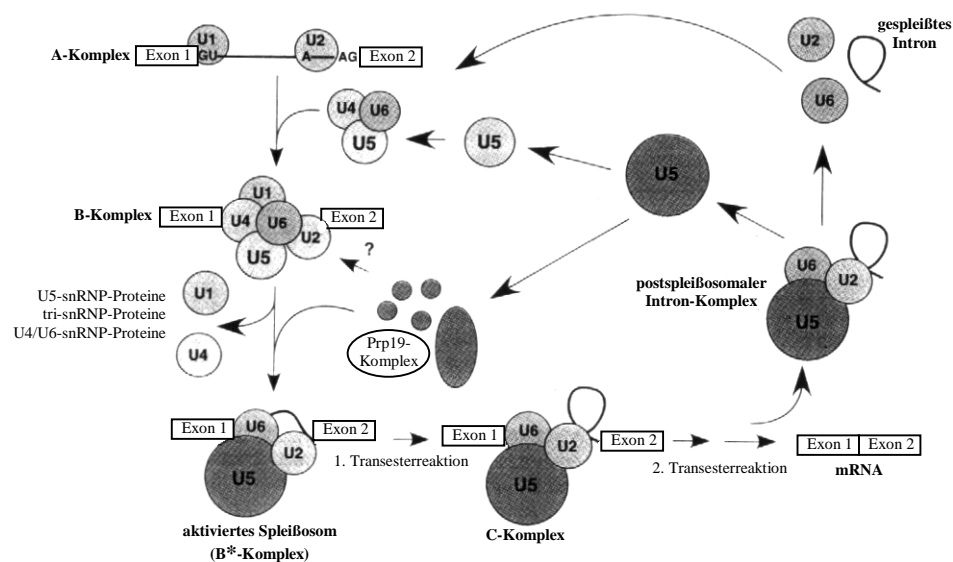 A-Komplex
Exon 1
U1
GU
U2
A
AG
Exon 2
gespleißtes
Intron
U2
U6
U4
U6
U5
U5
U5
B-Komplex
Exon 1
U1
U4
U6
U2
U5
Exon 2
?
U5-snRNP-Proteine
tri-snRNP-Proteine
U4/U6-snRNP-Proteine
U1
U4
Prp19-
Komplex
postspleißosomaler
Intron-Komplex
U6
U2
U5
Exon 1
U6
U2
U5
Exon 2
1. Transesterreaktion
Exon 1
U6
U2
U5
Exon 2
2. Transesterreaktion
Exon 1
Exon 2
mRNA
aktiviertes Spleißosom
(B*-Komplex)
C-Komplex